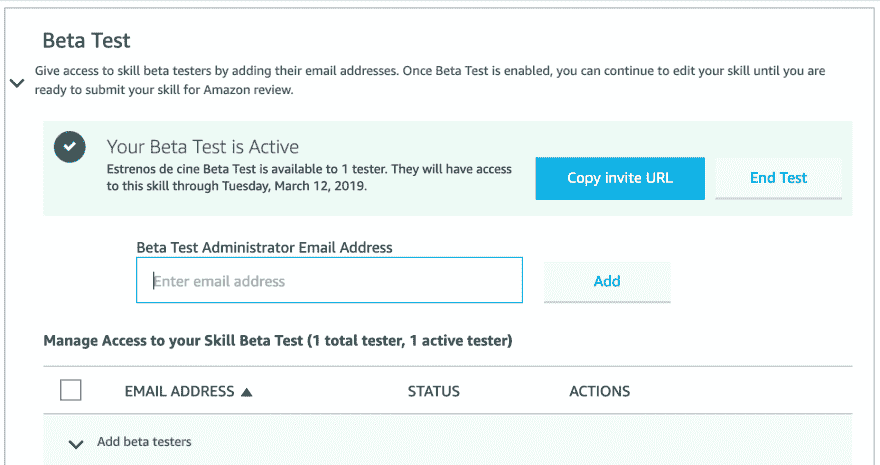 Beta Test
Give access to skill beta testers by adding their email addresses. Once Beta Test is enabled, you can continue to edit your skill until you are
ready to submit your skill for Amazon review.
Your Beta Test is Active
Estrenos de cine Beta Test is available to 1 tester. They will have access
to this skill through Tuesday, March 12, 2019.
Copy invite URL
End Test
Beta Test Administrator Email Address
Enter email address
Add
Manage Access to your Skill Beta Test (1 total tester, 1 active tester)
EMAIL ADDRESS STATUS ACTIONS
Add beta testers